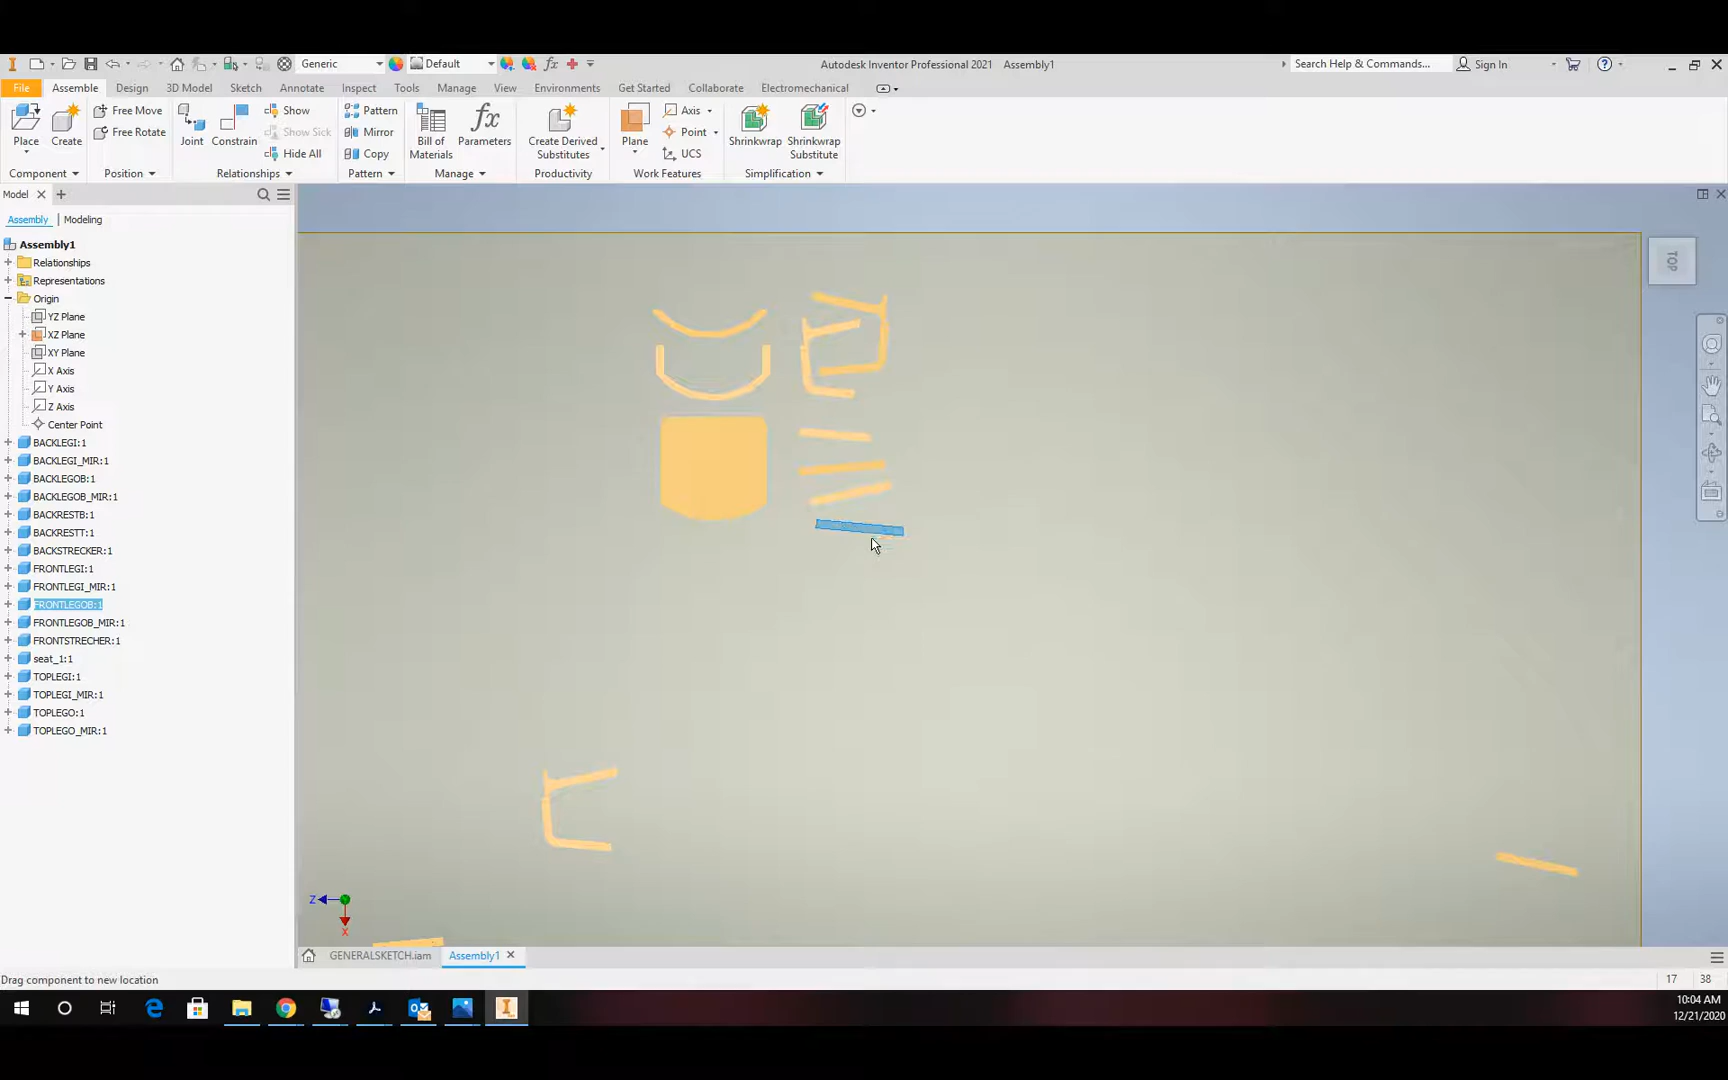 Generic
Default
Autodesk Inventor Professional 2021 Assembly1
Search Help & Commands...
Sign In
File Assemble Design 3D Model Sketch Annotate Inspect Tools Manage View Environments Get Started Collaborate Electromechanical
Place
Create
Free Move
Free Rotate
Joint
Constrain
Show
Show Sick
Hide All
Pattern
Mirror
Copy
Bill of
Materials
Parameters
Create Derived
Substitutes
Plane
Axis
Point
UCS
Shrinkwrap
Shrinkwrap
Substitute
Component Position Relationships Pattern Manage Productivity Work Features Simplification
Model
Assembly | Modeling
Assembly1
Relationships
Representations
Origin
YZ Plane
XZ Plane
XY Plane
X Axis
Y Axis
Z Axis
Center Point
BACKLEGI:1
BACKLEGI_MIR:1
BACKLEGOB:1
BACKLEGOB_MIR:1
BACKRESTB:1
BACKRESTT:1
BACKSTRECKER:1
FRONTLEGI:1
FRONTLEGI_MIR:1
FRONTLEGOB:1
FRONTLEGOB_MIR:1
FRONTSTRECHER:1
seat_1:1
TOPLEGI:1
TOPLEGI_MIR:1
TOPLEGO:1
TOPLEGO_MIR:1
TOP
Z
X
GENERALSKETCH.iam
Assembly1
Drag component to new location
17 38
10:04 AM
12/21/2020